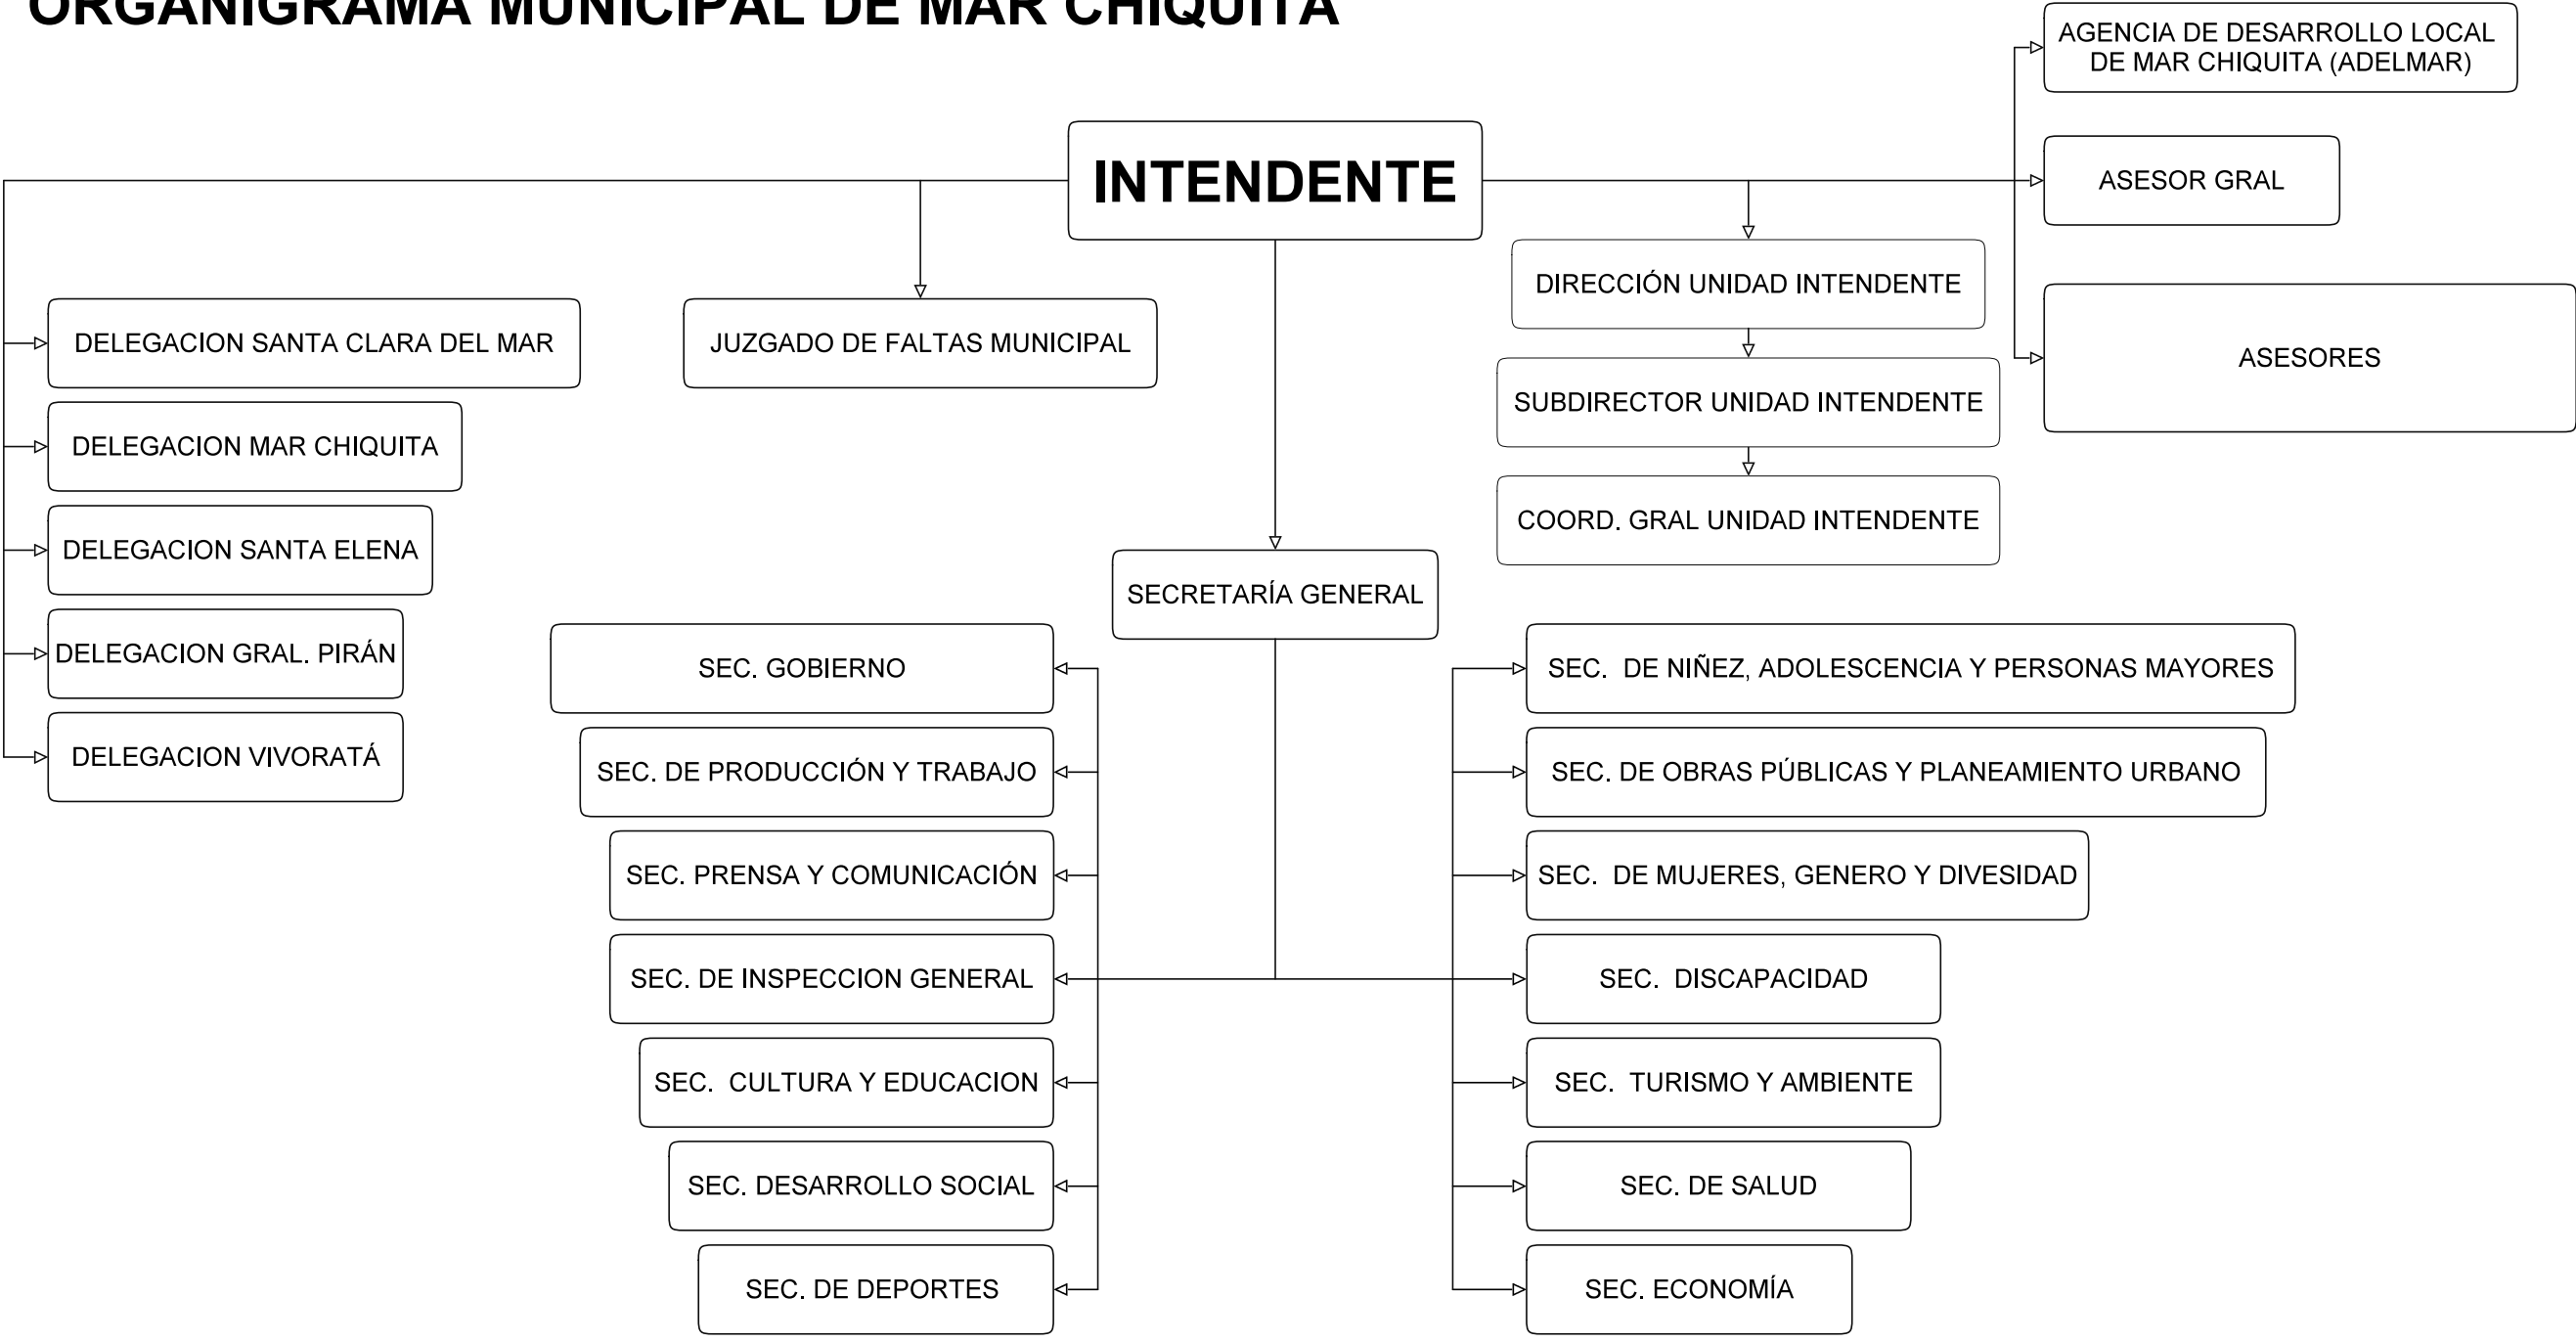 ORGANIGRAMA MUNICIPAL DE MAR CHIQUITA
AGENCIA DE DESARROLLO LOCAL
DE MAR CHIQUITA (ADELMAR)
INTENDENTE
ASESOR GRAL
ASESORES
DIRECCIÓN UNIDAD INTENDENTE
SUBDIRECTOR UNIDAD INTENDENTE
COORD. GRAL UNIDAD INTENDENTE
JUZGADO DE FALTAS MUNICIPAL
DELEGACION SANTA CLARA DEL MAR
DELEGACION MAR CHIQUITA
DELEGACION SANTA ELENA
DELEGACION GRAL. PIRÁN
DELEGACION VIVORATÁ
SECRETARÍA GENERAL
SEC. GOBIERNO
SEC. DE PRODUCCIÓN Y TRABAJO
SEC. PRENSA Y COMUNICACIÓN
SEC. DE INSPECCION GENERAL
SEC. CULTURA Y EDUCACION
SEC. DESARROLLO SOCIAL
SEC. DE DEPORTES
SEC. DE NIÑEZ, ADOLESCENCIA Y PERSONAS MAYORES
SEC. DE OBRAS PÚBLICAS Y PLANEAMIENTO URBANO
SEC. DE MUJERES, GENERO Y DIVESIDAD
SEC. DISCAPACIDAD
SEC. TURISMO Y AMBIENTE
SEC. DE SALUD
SEC. ECONOMÍA